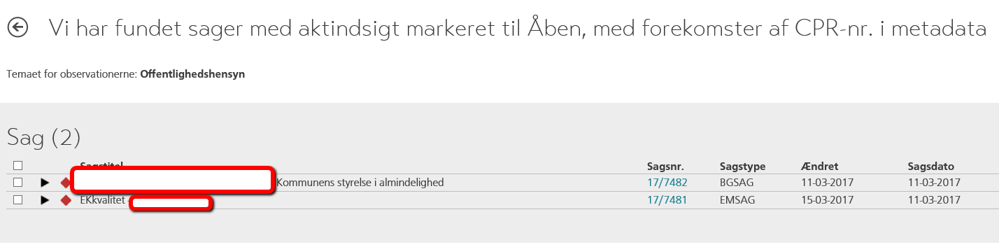 Vi har fundet sager med aktindsigt markeret til Åben, med forekomster af CPR-nr. i metadata
Temaet for observationerne: Offentlighedshensyn
Sag (2)
Sagstitel Sagsnr. Sagstype Ændret Sagsdato
Kommunens styrelse i almindelighed 17/7482 BGSAG 11-03-2017 11-03-2017
EKkvalitet - 17/7481 EMSAG 15-03-2017 11-03-2017